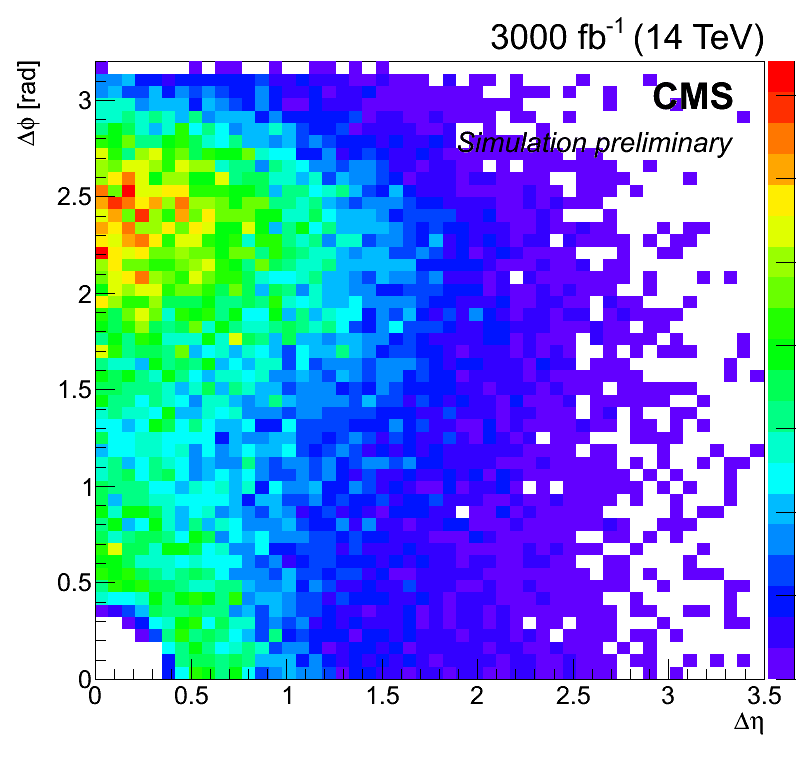 3000 fb⁻¹ (14 TeV)
Δφ [rad]
CMS
Simulation preliminary
3
2.5
2
1.5
1
0.5
0
0 0.5 1 1.5 2 2.5 3 3.5
Δη